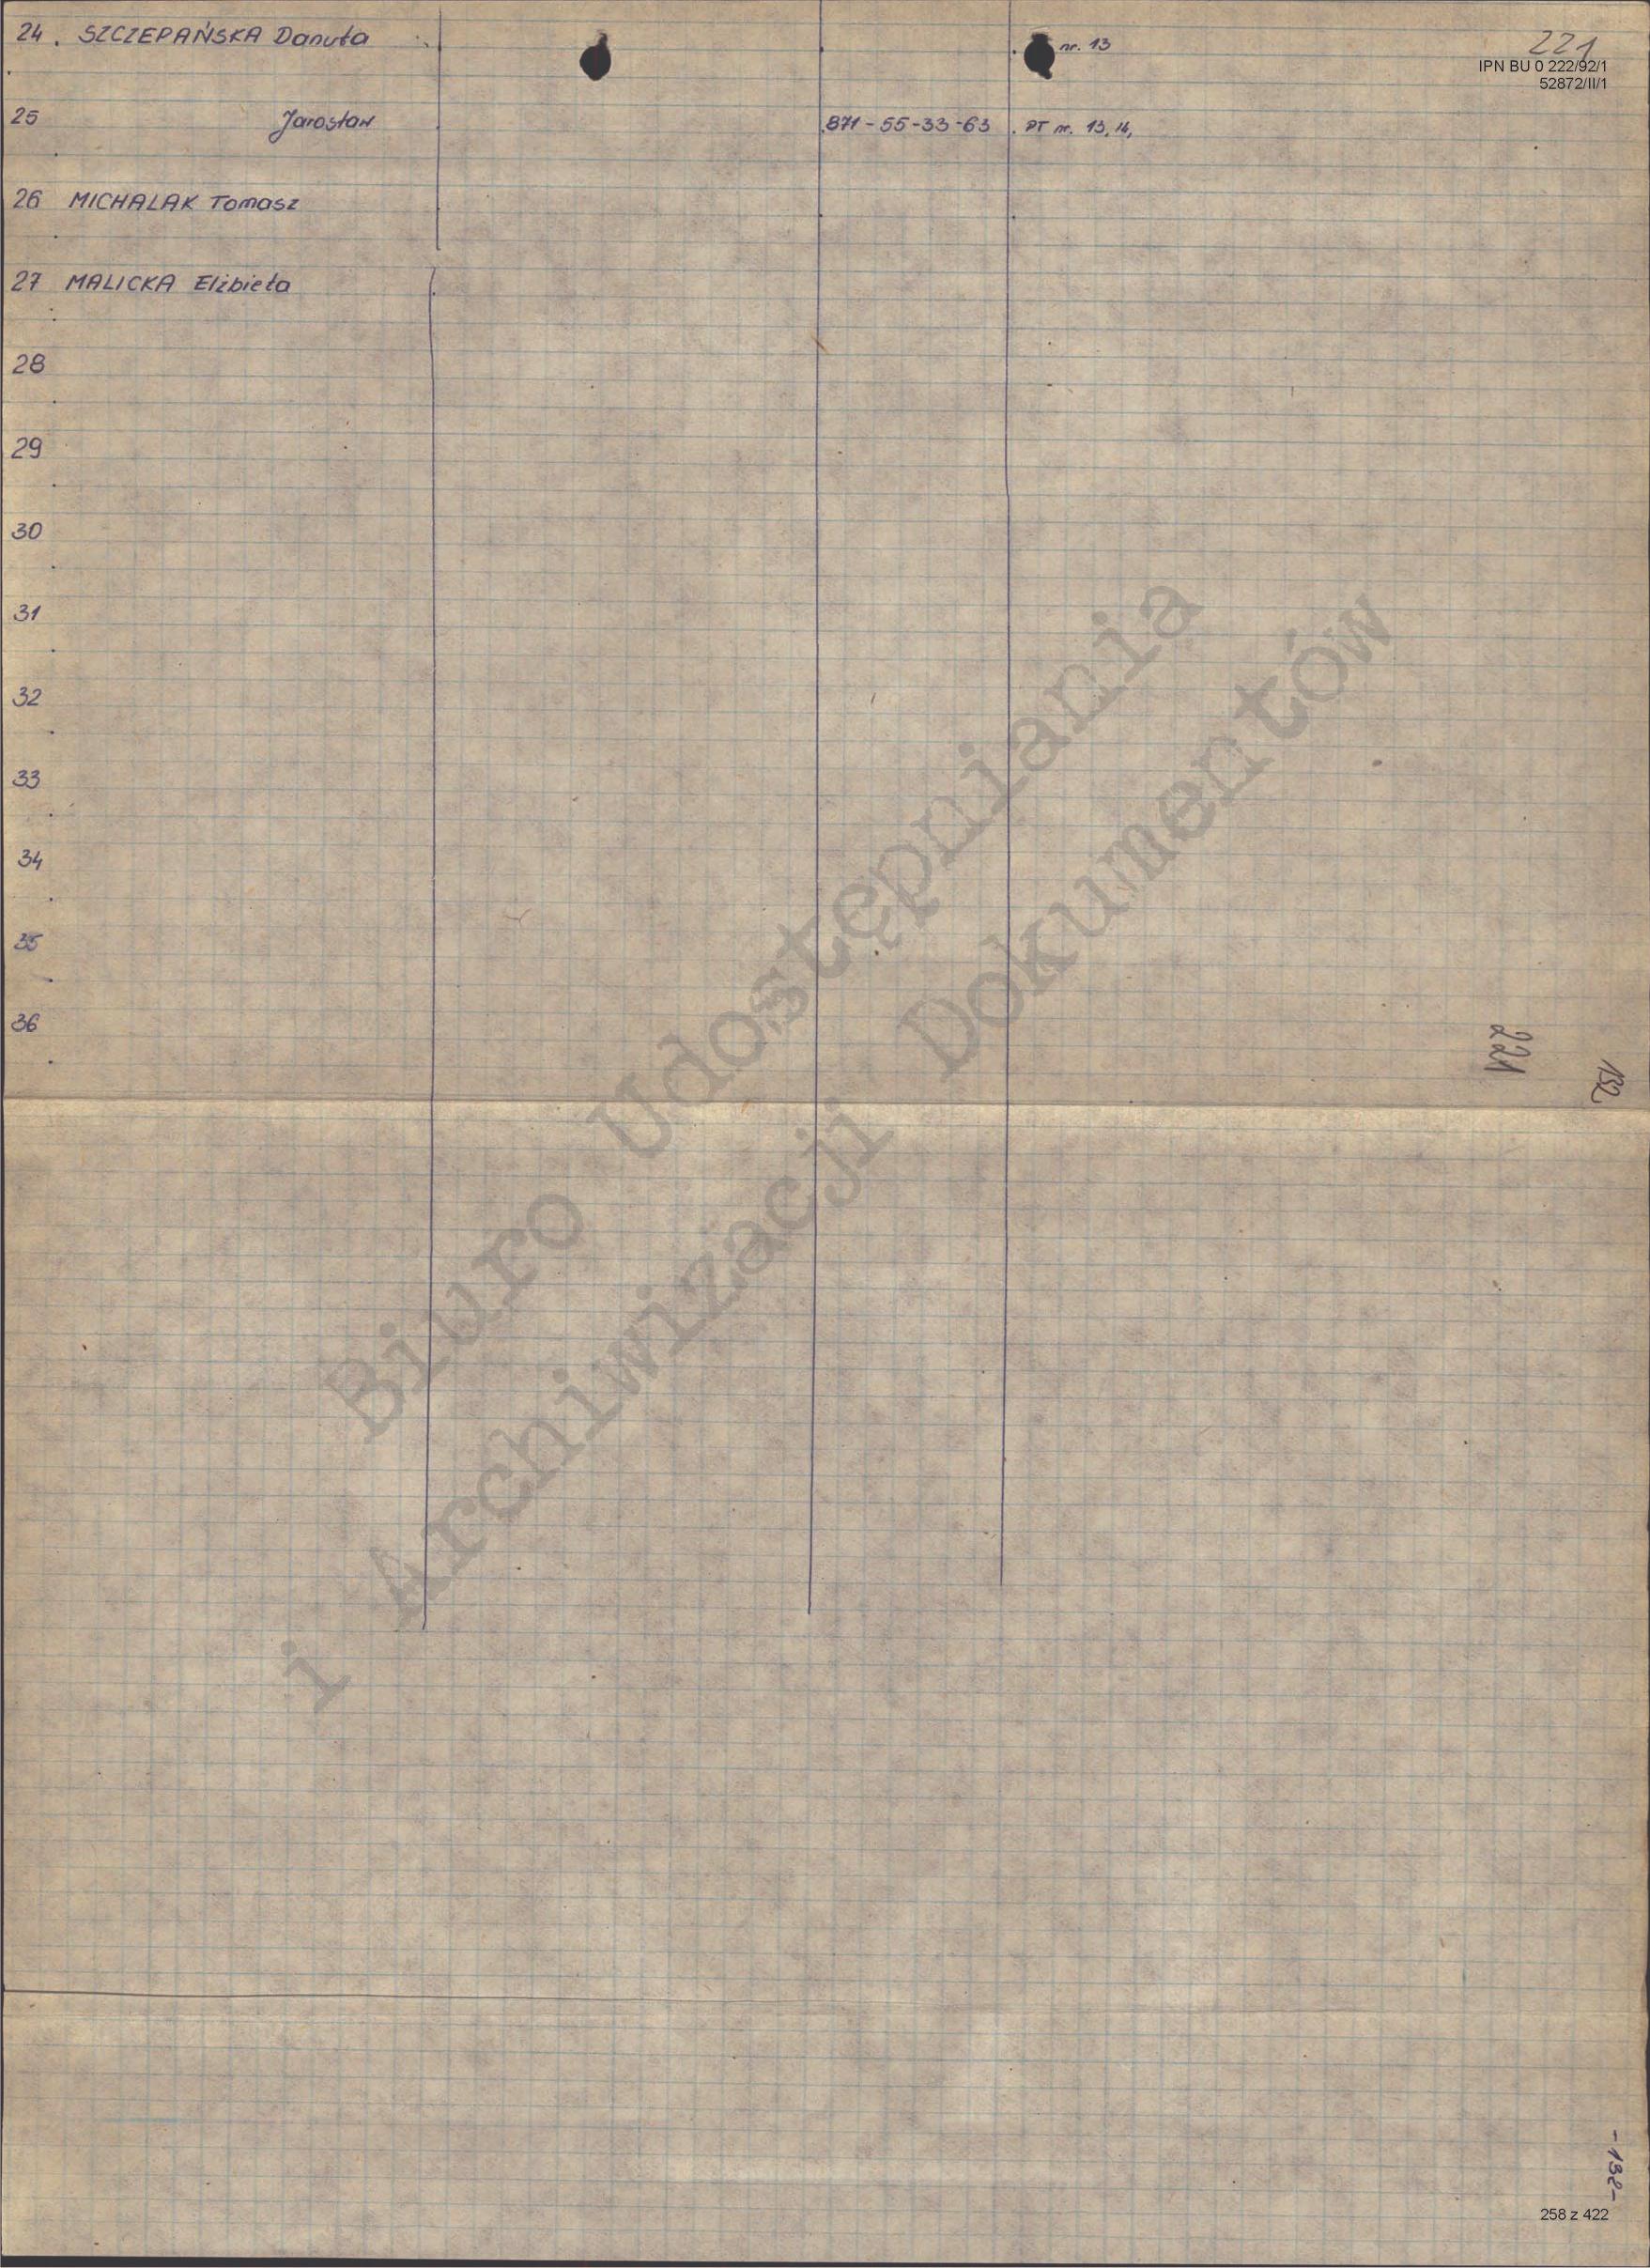 24. SZCZEPAŃSKA Danuta nr. 13 221
IPN BU 0 222/92/1
52872/II/1
25 Jarosław 871-55-33-63 PT nr. 13, 14,
26 MICHALAK Tomasz
27 MALICKA Elżbieta
28
29
30
31
32
33
34
35
36
221
132
Biuro Udostępniania
i Archiwizacji Dokumentów
-132-
258 z 422